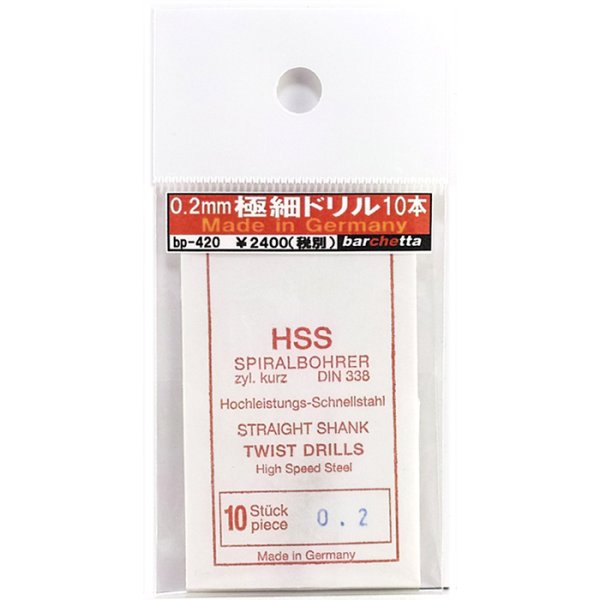 0.2mm極細ドリル10本
Made in Germany
bp-420 ¥2400(税別) barchetta
HSS
SPIRALBOHRER
zyl. kurz DIN 338
Hochleistungs-Schnellstahl
STRAIGHT SHANK
TWIST DRILLS
High Speed Steel
10 Stück
piece 0.2
Made in Germany